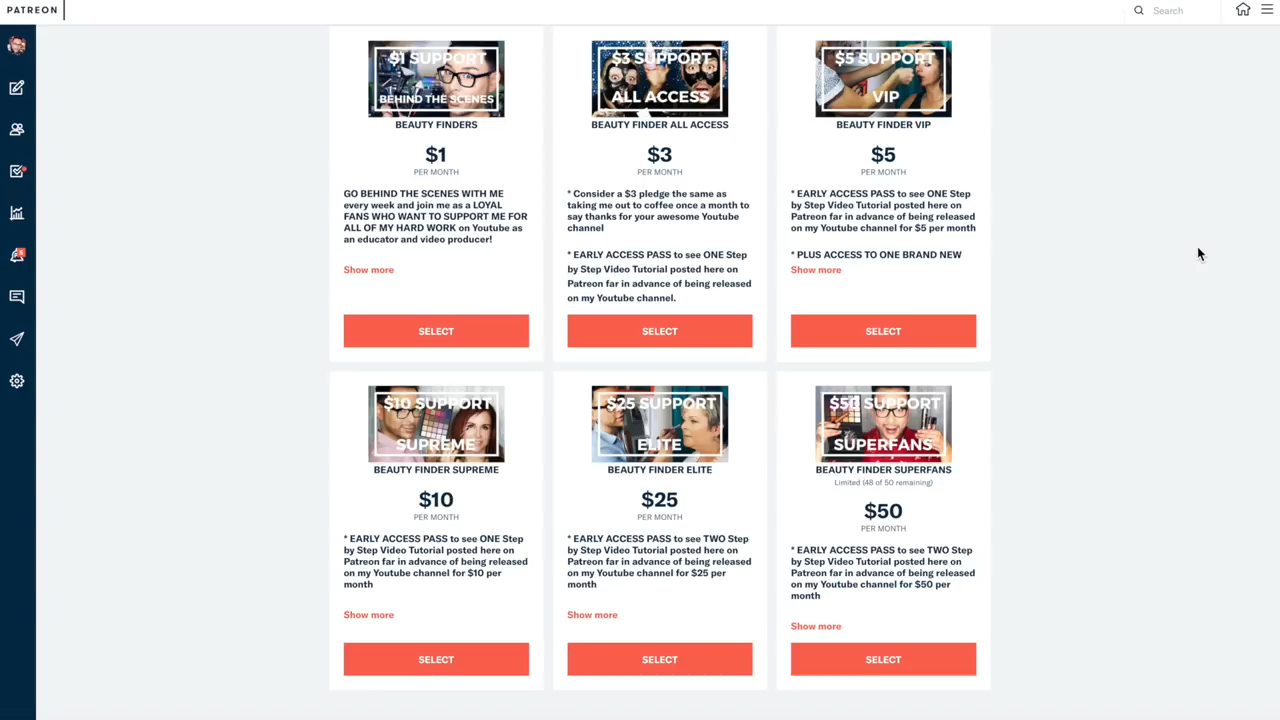 PATREON
Search
$1 SUPPORT
BEHIND THE SCENES
BEAUTY FINDERS
$1
PER MONTH
GO BEHIND THE SCENES WITH ME
every week and join me as a LOYAL
FANS WHO WANT TO SUPPORT ME FOR
ALL OF MY HARD WORK on Youtube as
an educator and video producer!
Show more
SELECT
$3 SUPPORT
ALL ACCESS
BEAUTY FINDER ALL ACCESS
$3
PER MONTH
* Consider a $3 pledge the same as
taking me out to coffee once a month to
say thanks for your awesome Youtube
channel
* EARLY ACCESS PASS to see ONE Step
by Step Video Tutorial posted here on
Patreon far in advance of being released
on my Youtube channel.
SELECT
$5 SUPPORT
VIP
BEAUTY FINDER VIP
$5
PER MONTH
* EARLY ACCESS PASS to see ONE Step
by Step Video Tutorial posted here on
Patreon far in advance of being released
on my Youtube channel for $5 per month
* PLUS ACCESS TO ONE BRAND NEW
Show more
SELECT
$10 SUPPORT
SUPREME
BEAUTY FINDER SUPREME
$10
PER MONTH
* EARLY ACCESS PASS to see ONE Step
by Step Video Tutorial posted here on
Patreon far in advance of being released
on my Youtube channel for $10 per
month
Show more
SELECT
$25 SUPPORT
ELITE
BEAUTY FINDER ELITE
$25
PER MONTH
* EARLY ACCESS PASS to see TWO Step
by Step Video Tutorial posted here on
Patreon far in advance of being released
on my Youtube channel for $25 per
month
Show more
SELECT
$50 SUPPORT
SUPERFANS
BEAUTY FINDER SUPERFANS
Limited (48 of 50 remaining)
$50
PER MONTH
* EARLY ACCESS PASS to see TWO Step
by Step Video Tutorial posted here on
Patreon far in advance of being released
on my Youtube channel for $50 per
month
Show more
SELECT